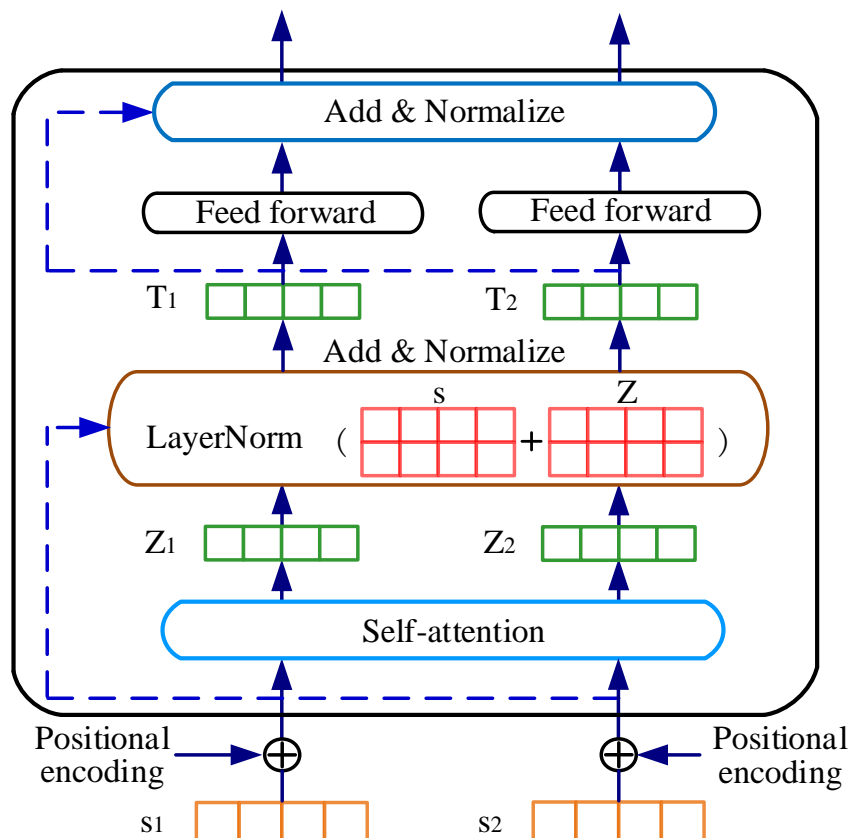 Add & Normalize
Feed forward
Feed forward
T1
T2
Add & Normalize
s
Z
LayerNorm ( + )
Z1
Z2
Self-attention
Positional
encoding
Positional
encoding
s1
s2